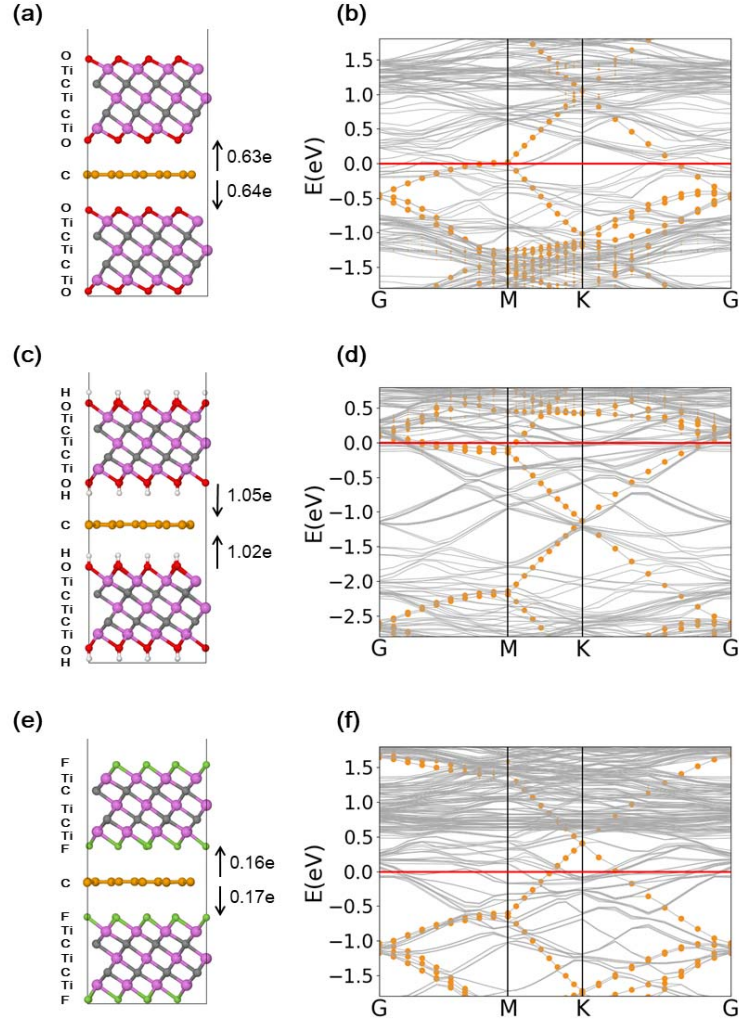 (a)
O
Ti
C
Ti
C
Ti
O
C
O
Ti
C
Ti
C
Ti
O
0.63e
0.64e
(b)
E(eV)
1.5
1.0
0.5
0.0
−0.5
−1.0
−1.5
G M K G
(c)
H
O
Ti
C
Ti
C
Ti
O
H
C
H
O
Ti
C
Ti
C
Ti
O
H
1.05e
1.02e
(d)
E(eV)
0.5
0.0
−0.5
−1.0
−1.5
−2.0
−2.5
G M K G
(e)
F
Ti
C
Ti
C
Ti
F
C
F
Ti
C
Ti
C
Ti
F
0.16e
0.17e
(f)
E(eV)
1.5
1.0
0.5
0.0
−0.5
−1.0
−1.5
G M K G